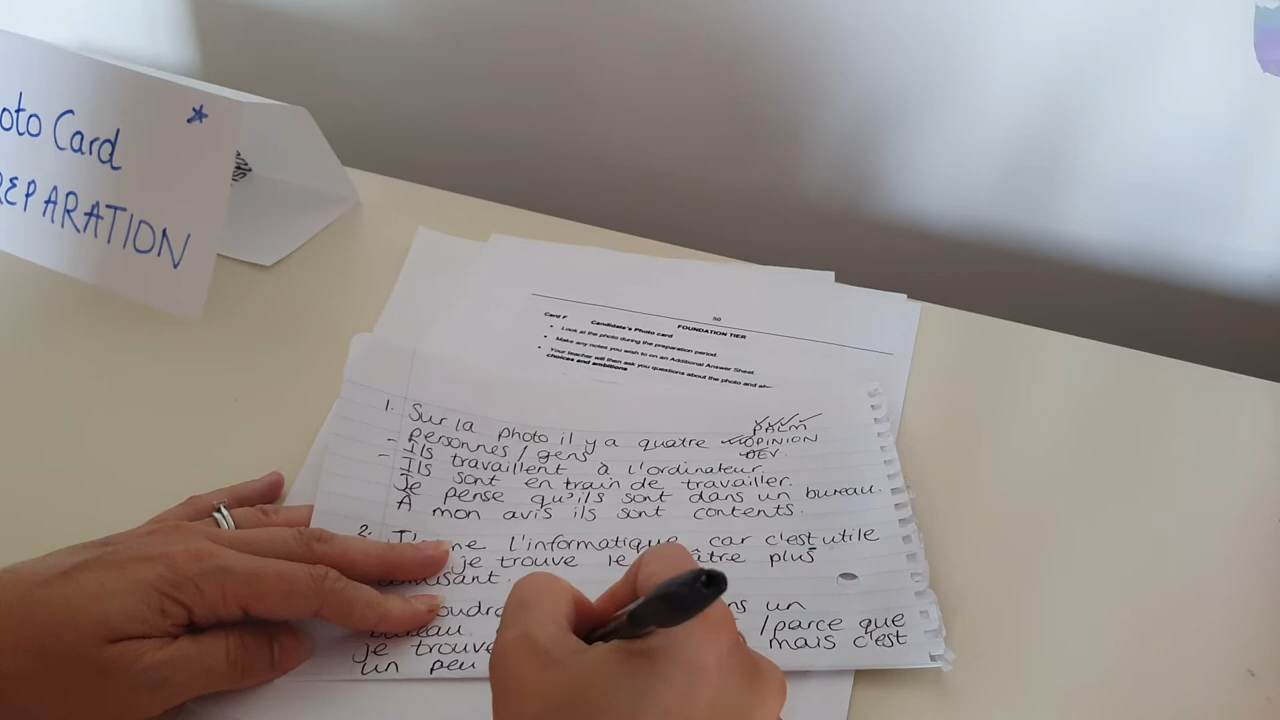 oto Card
REPARATION
50
Card F Candidate's Photo card FOUNDATION TIER
• Look at the photo during the preparation period.
• Make any notes you wish to on an Additional Answer Sheet.
• Your teacher will then ask you questions about the photo and
choices and ambitions
PALM
OPINION
DEV.
1. Sur la photo il y a quatre
personnes / gens
- Ils travaillent à l'ordinateur.
- Ils sont en train de travailler.
Je pense qu'ils sont dans un bureau.
A mon avis ils sont contents.
2. l'informatique car c'est utile
je trouve le plus
un
bureau. / parce que
je trouve mais c'est
un peu